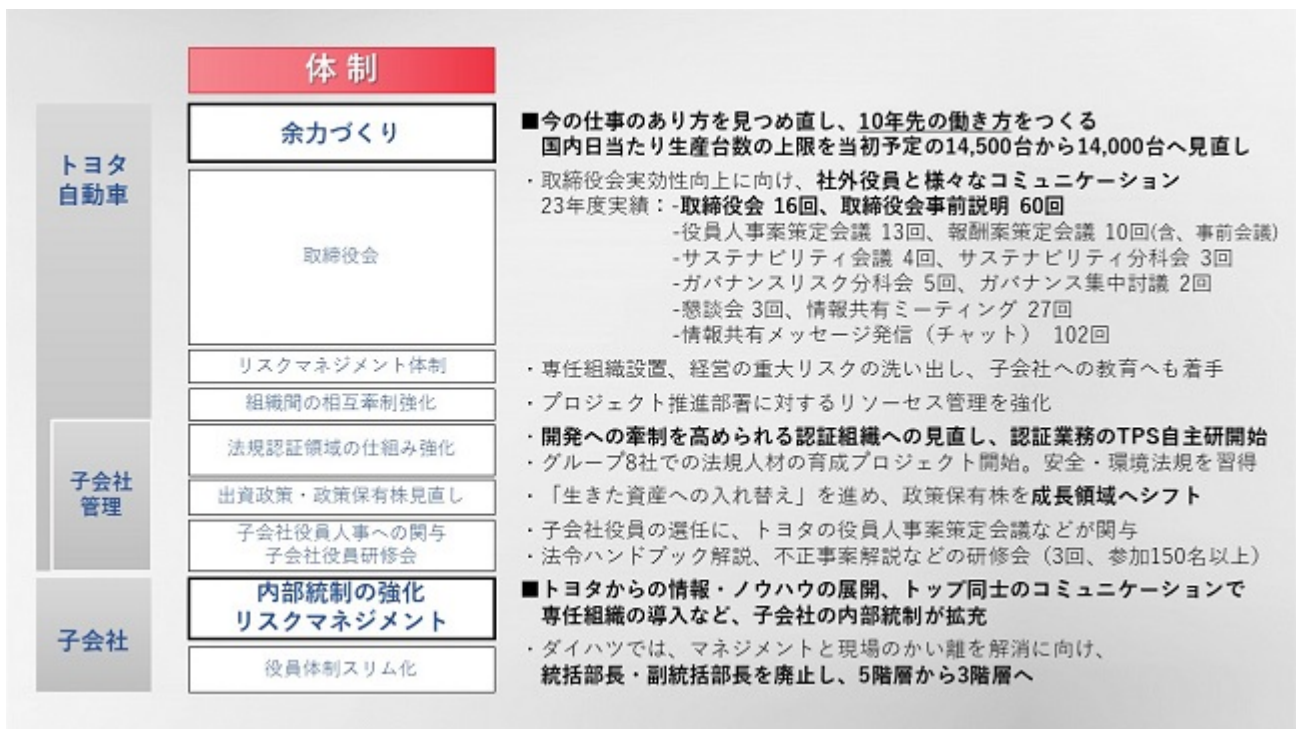 体制
トヨタ
自動車
余力づくり
■今の仕事のあり方を見つめ直し、10年先の働き方をつくる
国内日当たり生産台数の上限を当初予定の14,500台から14,000台へ見直し
取締役会
・取締役会実効性向上に向け、社外役員と様々なコミュニケーション
23年度実績：-取締役会 16回、取締役会事前説明 60回
-役員人事案策定会議 13回、報酬案策定会議 10回(含、事前会議)
-サステナビリティ会議 4回、サステナビリティ分科会 3回
-ガバナンスリスク分科会 5回、ガバナンス集中討議 2回
-懇談会 3回、情報共有ミーティング 27回
-情報共有メッセージ発信（チャット） 102回
リスクマネジメント体制
・専任組織設置、経営の重大リスクの洗い出し、子会社への教育へも着手
組織間の相互牽制強化
・プロジェクト推進部署に対するリソーセス管理を強化
子会社
管理
法規認証領域の仕組み強化
・開発への牽制を高められる認証組織への見直し、認証業務のTPS自主研開始
・グループ8社での法規人材の育成プロジェクト開始。安全・環境法規を習得
出資政策・政策保有株見直し
・「生きた資産への入れ替え」を進め、政策保有株を成長領域へシフト
子会社役員人事への関与
子会社役員研修会
・子会社役員の選任に、トヨタの役員人事案策定会議などが関与
・法令ハンドブック解説、不正事案解説などの研修会（3回、参加150名以上）
子会社
内部統制の強化
リスクマネジメント
■トヨタからの情報・ノウハウの展開、トップ同士のコミュニケーションで
専任組織の導入など、子会社の内部統制が拡充
役員体制スリム化
・ダイハツでは、マネジメントと現場のかい離を解消に向け、
統括部長・副統括部長を廃止し、5階層から3階層へ